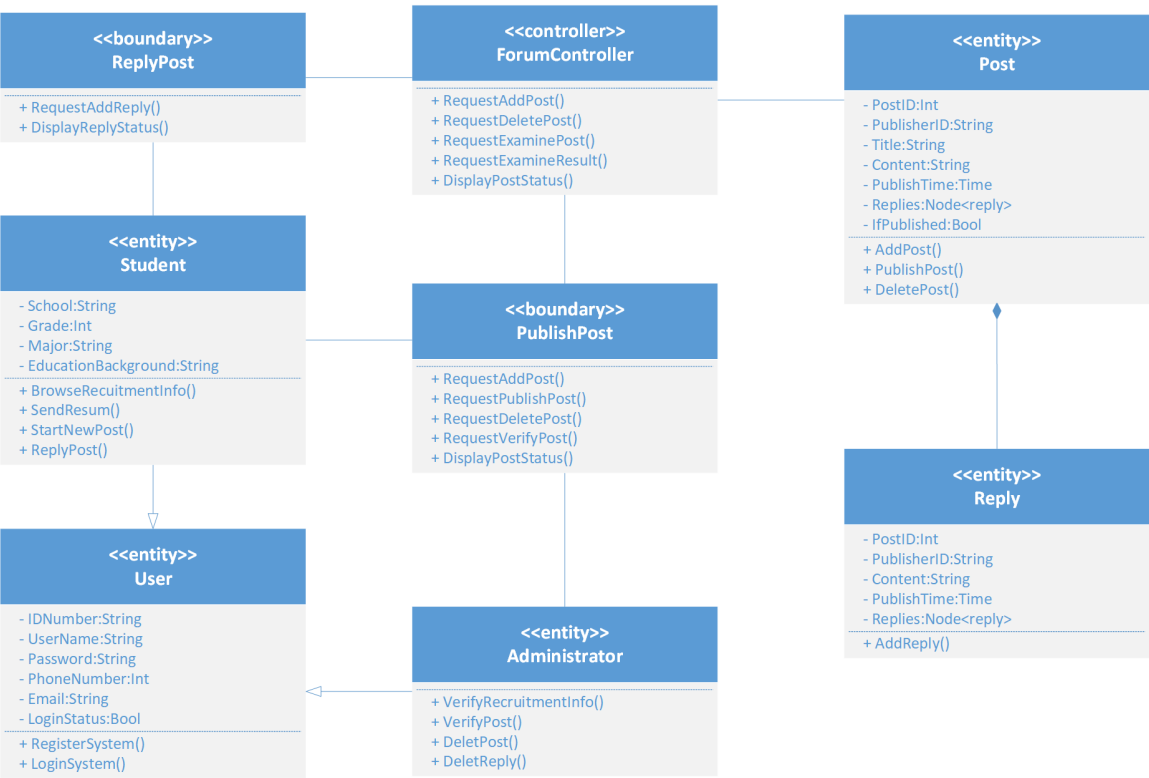 <<boundary>>
ReplyPost
+ RequestAddReply()
+ DisplayReplyStatus()
<<controller>>
ForumController
+ RequestAddPost()
+ RequestDeletePost()
+ RequestExaminePost()
+ RequestExamineResult()
+ DisplayPostStatus()
<<entity>>
Post
- PostID:Int
- PublisherID:String
- Title:String
- Content:String
- PublishTime:Time
- Replies:Node<reply>
- IfPublished:Bool
+ AddPost()
+ PublishPost()
+ DeletePost()
<<entity>>
Student
- School:String
- Grade:Int
- Major:String
- EducationBackground:String
+ BrowseRecuitmentInfo()
+ SendResum()
+ StartNewPost()
+ ReplyPost()
<<boundary>>
PublishPost
+ RequestAddPost()
+ RequestPublishPost()
+ RequestDeletePost()
+ RequestVerifyPost()
+ DisplayPostStatus()
<<entity>>
Reply
- PostID:Int
- PublisherID:String
- Content:String
- PublishTime:Time
- Replies:Node<reply>
+ AddReply()
<<entity>>
User
- IDNumber:String
- UserName:String
- Password:String
- PhoneNumber:Int
- Email:String
- LoginStatus:Bool
+ RegisterSystem()
+ LoginSystem()
<<entity>>
Administrator
+ VerifyRecruitmentInfo()
+ VerifyPost()
+ DeletPost()
+ DeletReply()